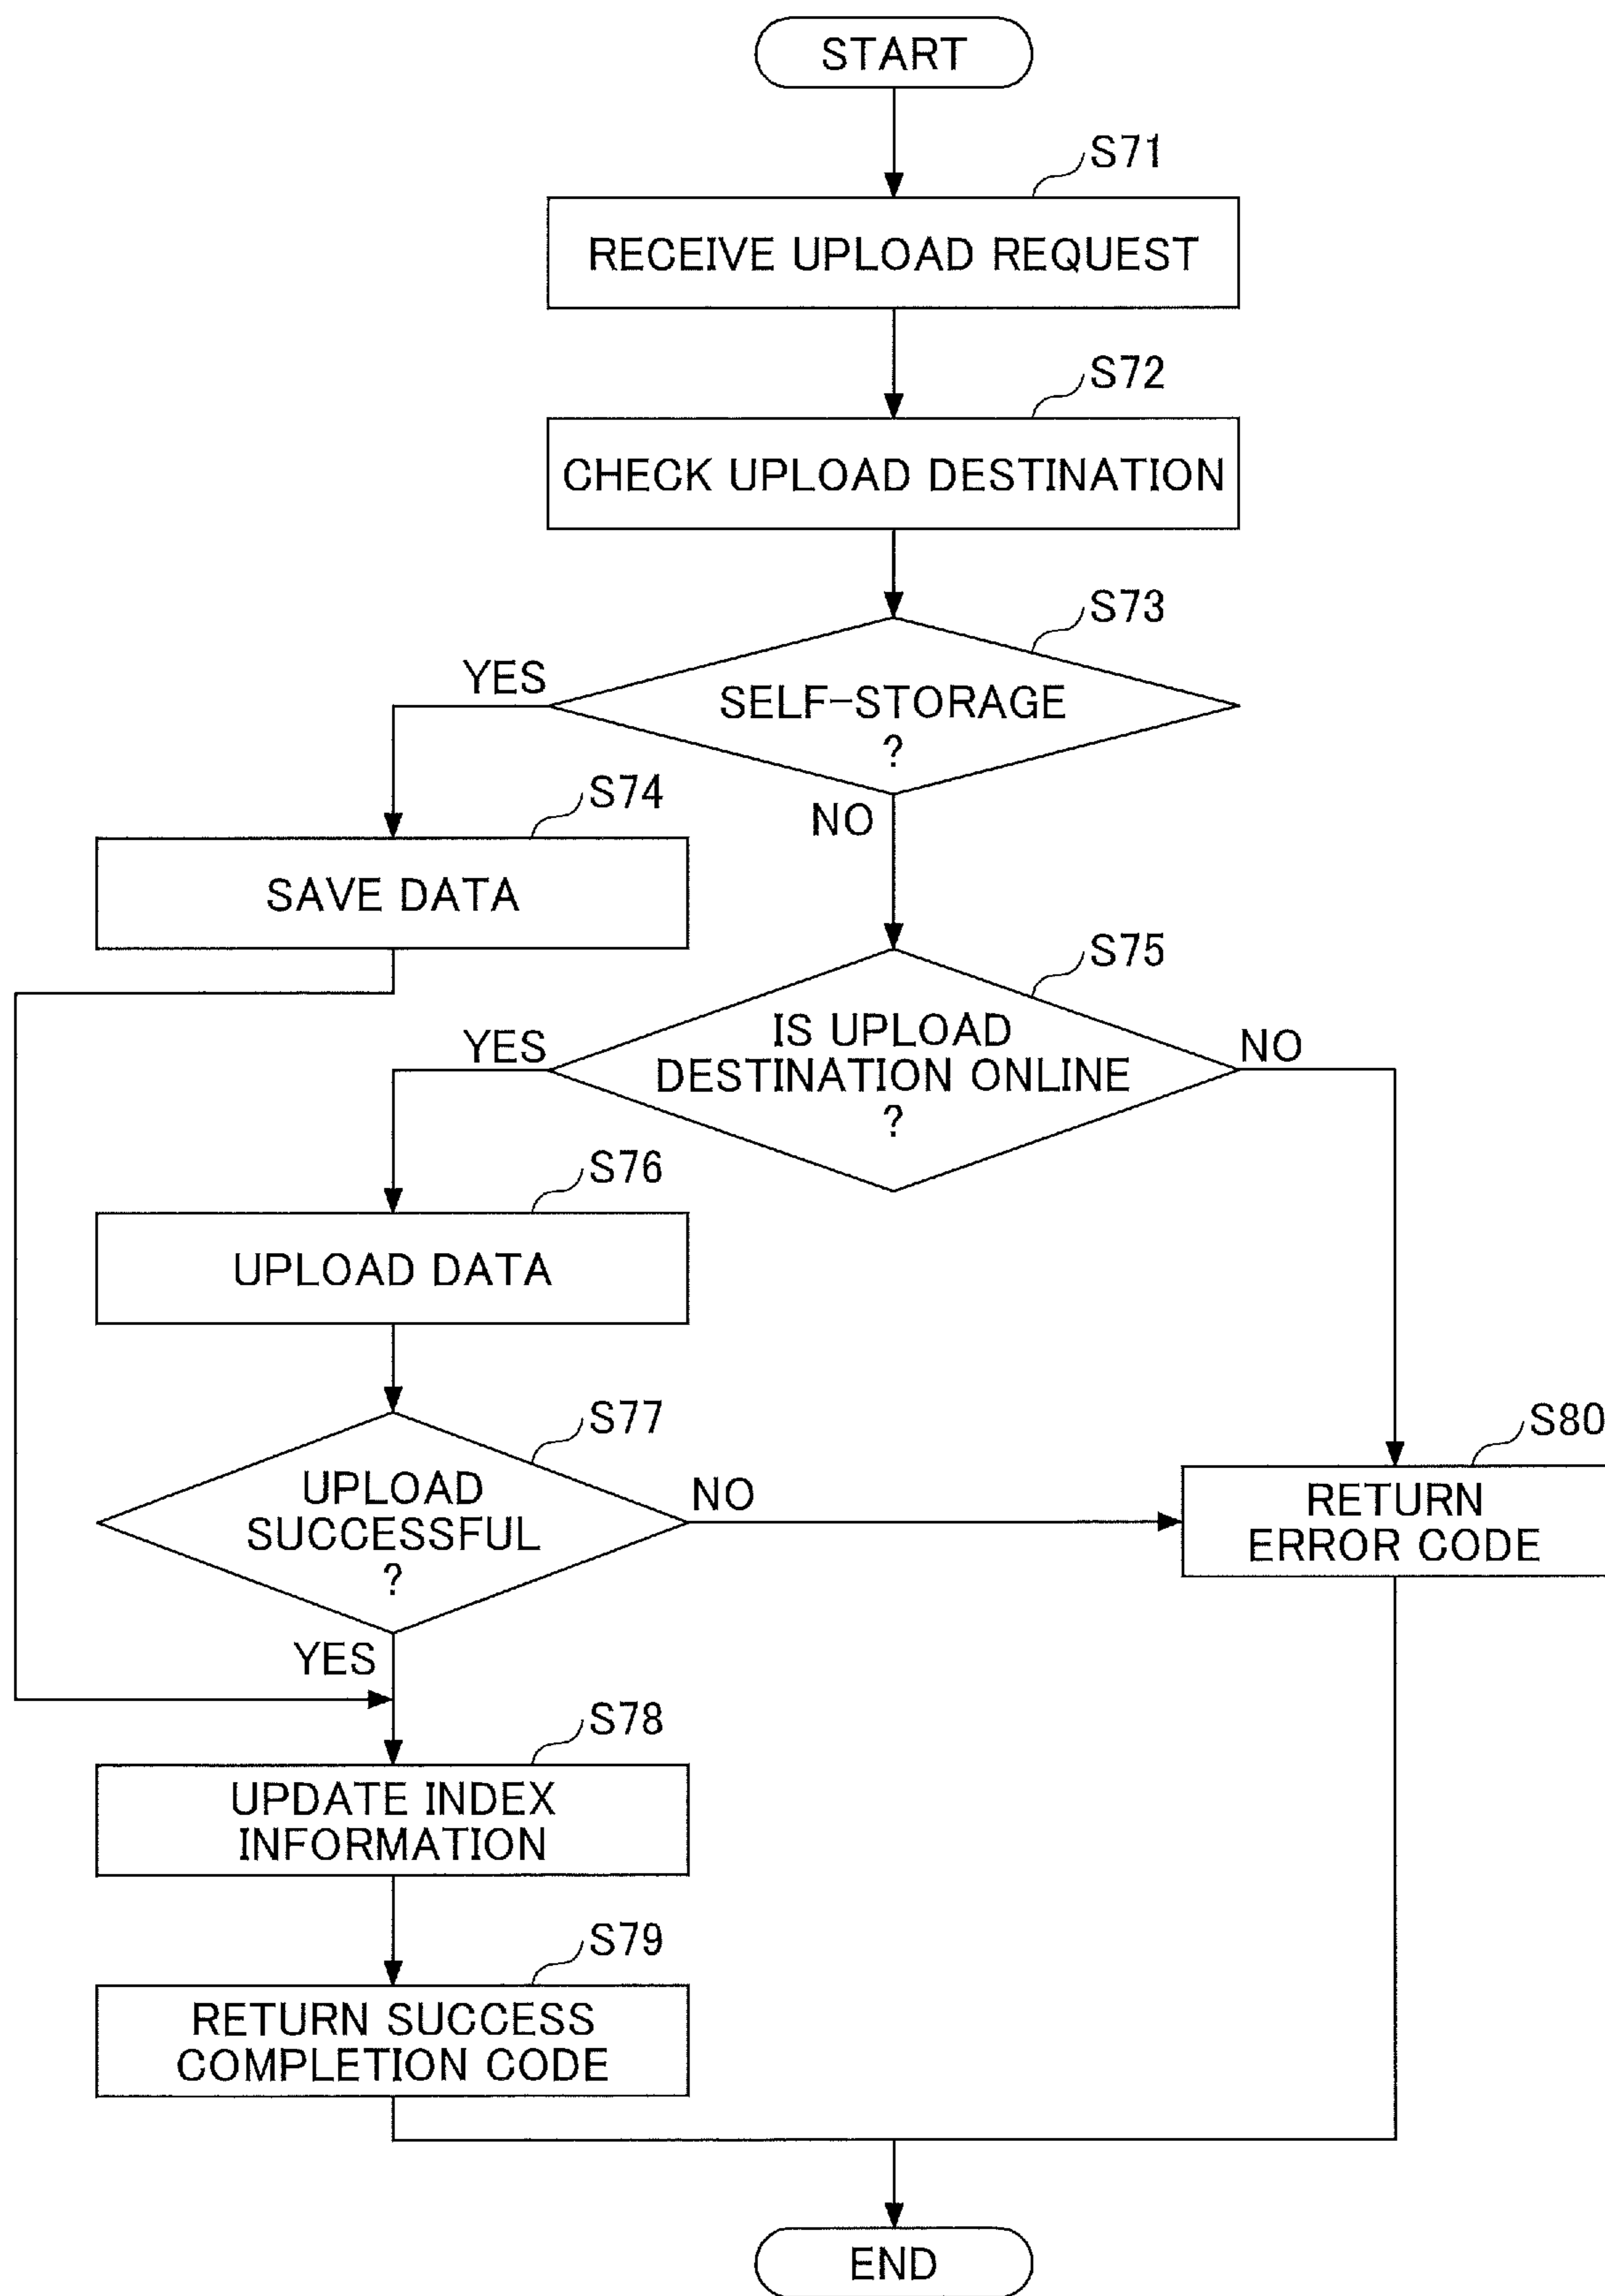 START
S71
RECEIVE UPLOAD REQUEST
S72
CHECK UPLOAD DESTINATION
S73
YES
SELF-STORAGE
?
NO
S74
SAVE DATA
S75
YES
IS UPLOAD
DESTINATION ONLINE
?
NO
S76
UPLOAD DATA
S77
UPLOAD
SUCCESSFUL
?
NO
YES
S80
RETURN
ERROR CODE
S78
UPDATE INDEX
INFORMATION
S79
RETURN SUCCESS
COMPLETION CODE
END